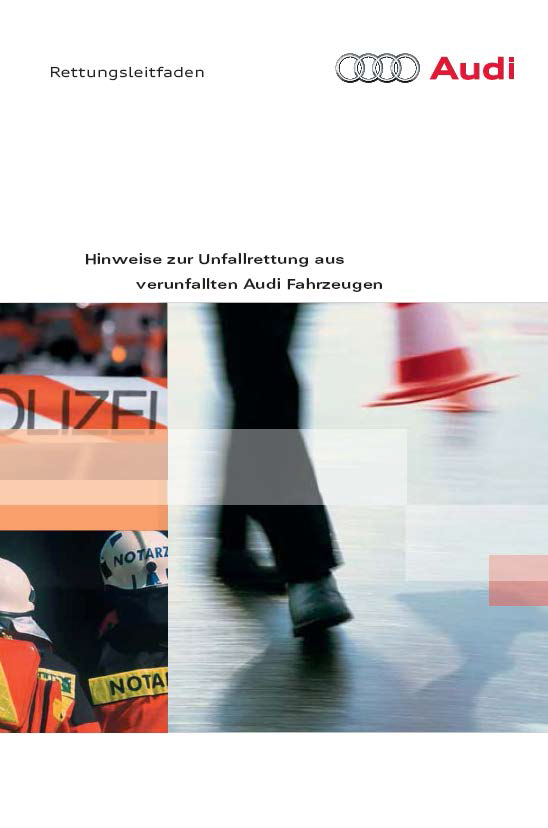 Rettungsleitfaden
Audi
Hinweise zur Unfallrettung aus
verunfallten Audi Fahrzeugen
OLIZEI
NOTARZ
NOTA